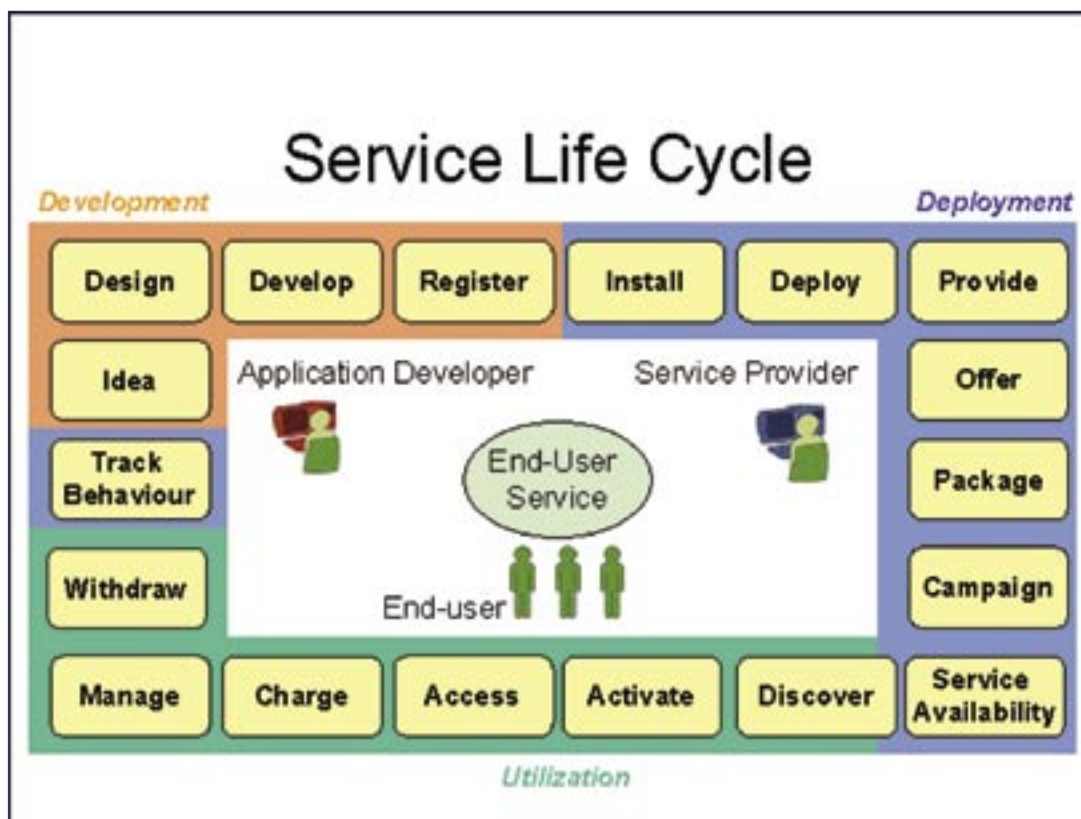 Service Life Cycle
Development
Deployment
Design
Develop
Register
Install
Deploy
Provide
Idea
Application Developer
Service Provider
Offer
Track
Behaviour
End-User
Service
Package
Withdraw
End-user
Campaign
Manage
Charge
Access
Activate
Discover
Service
Availability
Utilization